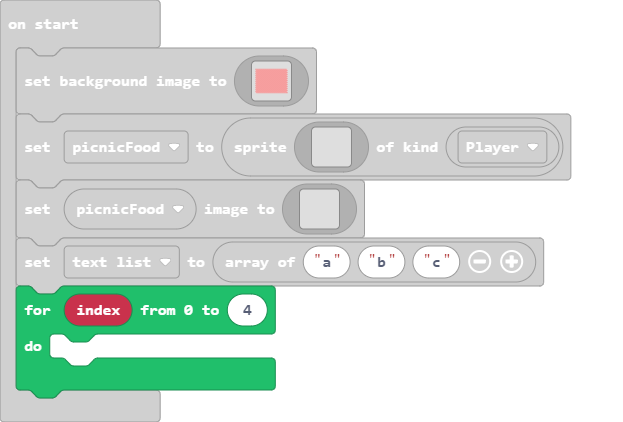 on start
set background image to
set picnicFood to sprite of kind Player
set picnicFood image to
set text list to array of "a" "b" "c"
for index from 0 to 4
do